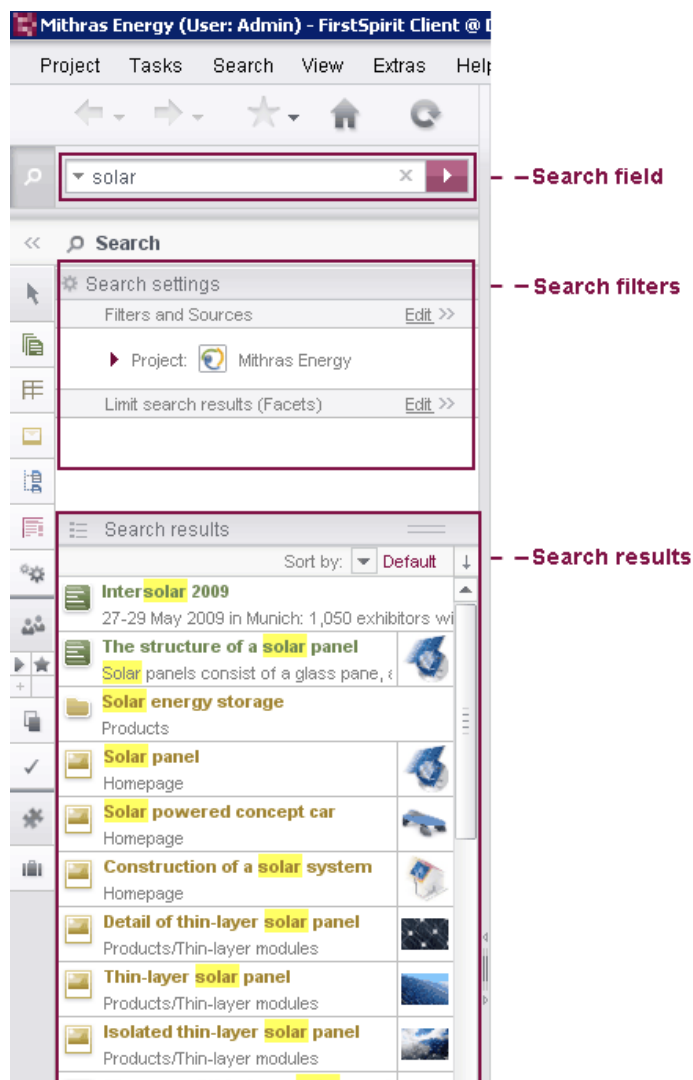 Mithras Energy (User: Admin) - FirstSpirit Client @
Project Tasks Search View Extras Help
solar
Search field
Search
Search settings
Search filters
Filters and Sources Edit >>
Project: Mithras Energy
Limit search results (Facets) Edit >>
Search results
Sort by: Default
Search results
Intersolar 2009
27-29 May 2009 in Munich: 1,050 exhibitors wi
The structure of a solar panel
Solar panels consist of a glass pane,
Solar energy storage
Products
Solar panel
Homepage
Solar powered concept car
Homepage
Construction of a solar system
Homepage
Detail of thin-layer solar panel
Products/Thin-layer modules
Thin-layer solar panel
Products/Thin-layer modules
Isolated thin-layer solar panel
Products/Thin-layer modules